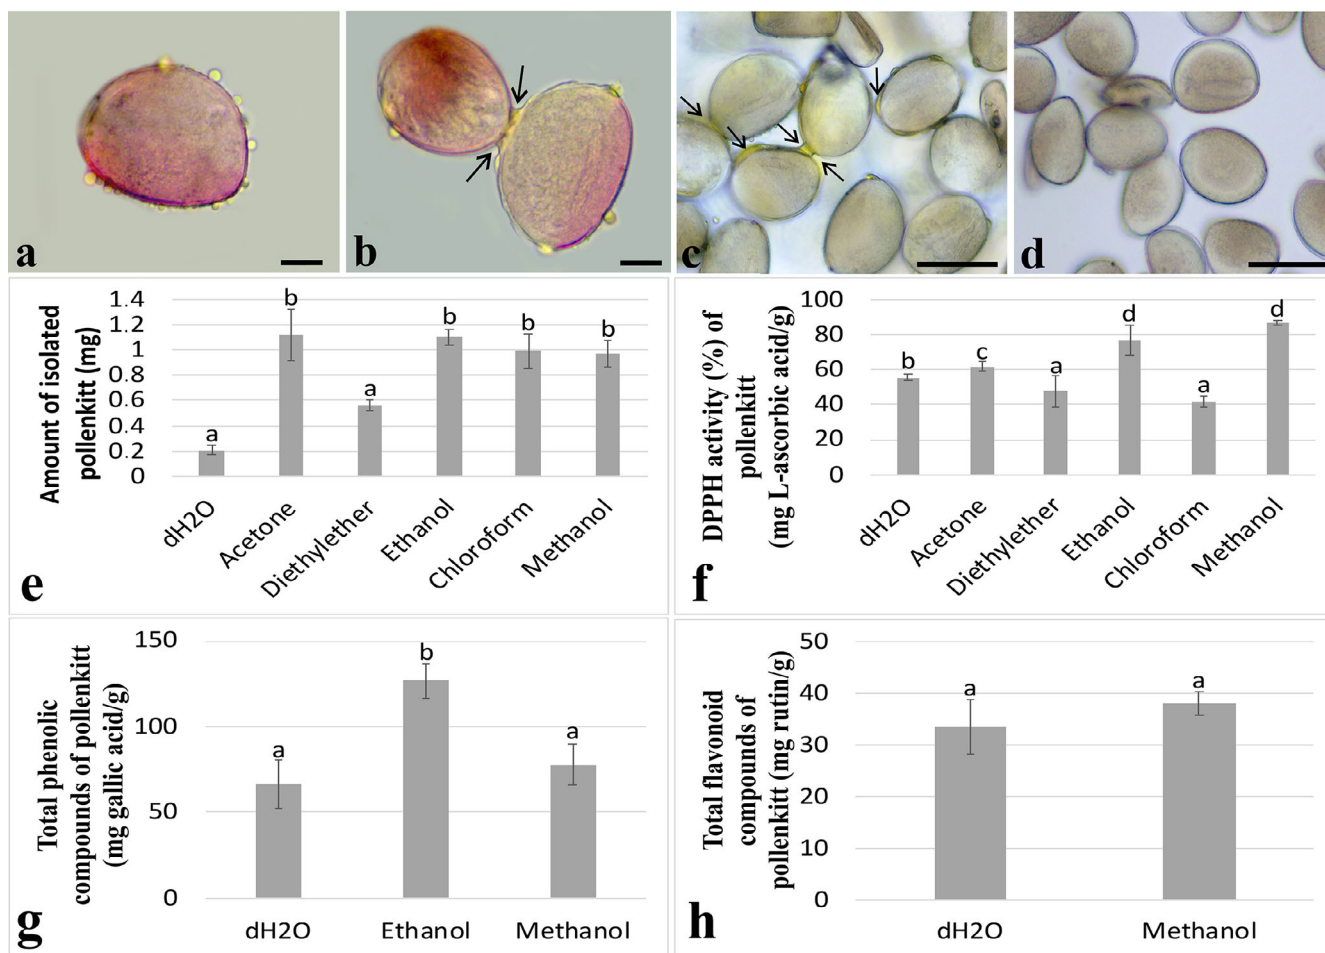 a
b
c
d
Amount of isolated
pollenkitt (mg)
1.4
1.2
1
0.8
0.6
0.4
0.2
0
a
b
a
b
b
b
dH2O
Acetone
Diethylether
Ethanol
Chloroform
Methanol
e
DPPH activity (%) of
pollenkitt
(mg L-ascorbic acid/g)
100
80
60
40
20
0
b
c
a
d
a
d
dH2O
Acetone
Diethylether
Ethanol
Chloroform
Methanol
f
Total phenolic
compounds of pollenkitt
(mg gallic acid/g)
150
100
50
0
a
b
a
dH2O
Ethanol
Methanol
g
Total flavonoid
compounds of
pollenkitt (mg rutin/g)
50
40
30
20
10
0
a
a
dH2O
Methanol
h